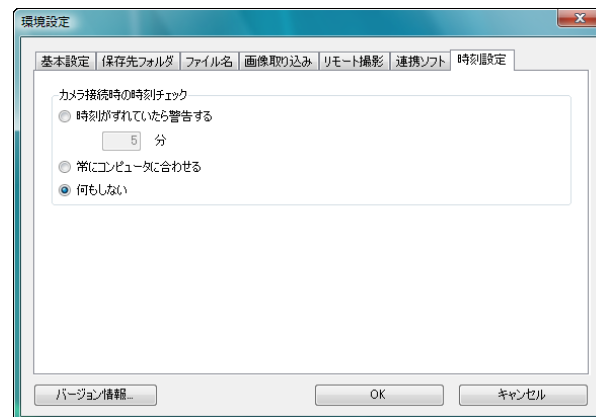 環境設定
基本設定 保存先フォルダ ファイル名 画像取り込み リモート撮影 連携ソフト 時刻設定
カメラ接続時の時刻チェック
時刻がずれていたら警告する
5 分
常にコンピュータに合わせる
何もしない
バージョン情報... OK キャンセル